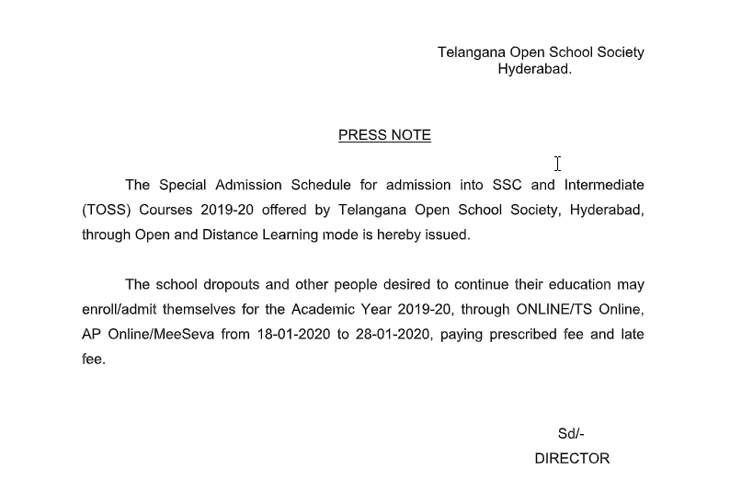 Telangana Open School Society
Hyderabad.
PRESS NOTE
The Special Admission Schedule for admission into SSC and Intermediate
(TOSS) Courses 2019-20 offered by Telangana Open School Society, Hyderabad,
through Open and Distance Learning mode is hereby issued.
The school dropouts and other people desired to continue their education may
enroll/admit themselves for the Academic Year 2019-20, through ONLINE/TS Online,
AP Online/MeeSeva from 18-01-2020 to 28-01-2020, paying prescribed fee and late
fee.
Sd/-
DIRECTOR